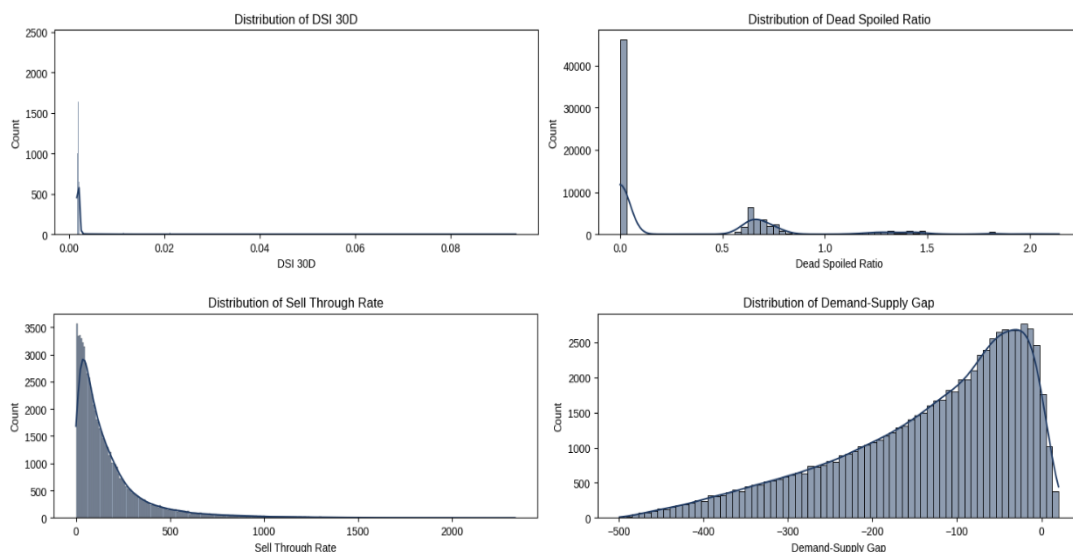 Distribution of DSI 30D
2500
2000
1500
1000
500
0
Count
0.00 0.02 0.04 0.06 0.08
DSI 30D
Distribution of Dead Spoiled Ratio
40000
30000
20000
10000
0
Count
0.0 0.5 1.0 1.5 2.0
Dead Spoiled Ratio
Distribution of Sell Through Rate
3500
3000
2500
2000
1500
1000
500
0
Count
0 500 1000 1500 2000
Sell Through Rate
Distribution of Demand-Supply Gap
2500
2000
1500
1000
500
0
Count
−500 −400 −300 −200 −100 0
Demand-Supply Gap